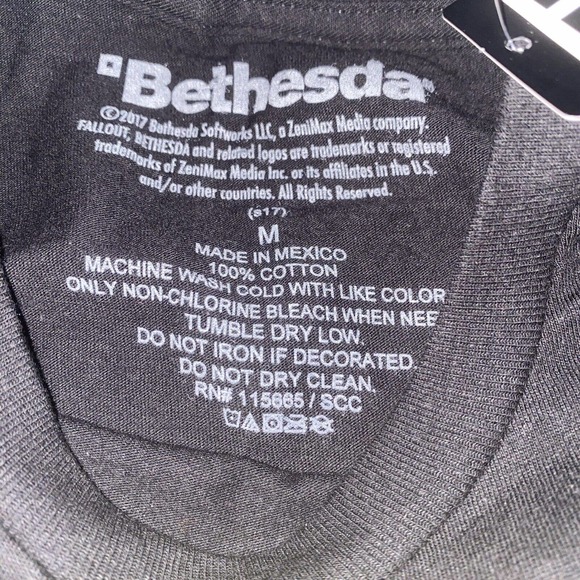 Bethesda®
©2017 Bethesda Softworks LLC, a ZeniMax Media company.
FALLOUT, BETHESDA and related logos are trademarks or registered
trademarks of ZeniMax Media Inc. or its affiliates in the U.S.
and/or other countries. All Rights Reserved.
(S17)
M
MADE IN MEXICO
100% COTTON
MACHINE WASH COLD WITH LIKE COLOR
ONLY NON-CHLORINE BLEACH WHEN NEE
TUMBLE DRY LOW.
DO NOT IRON IF DECORATED.
DO NOT DRY CLEAN.
RN# 115665 / SCC